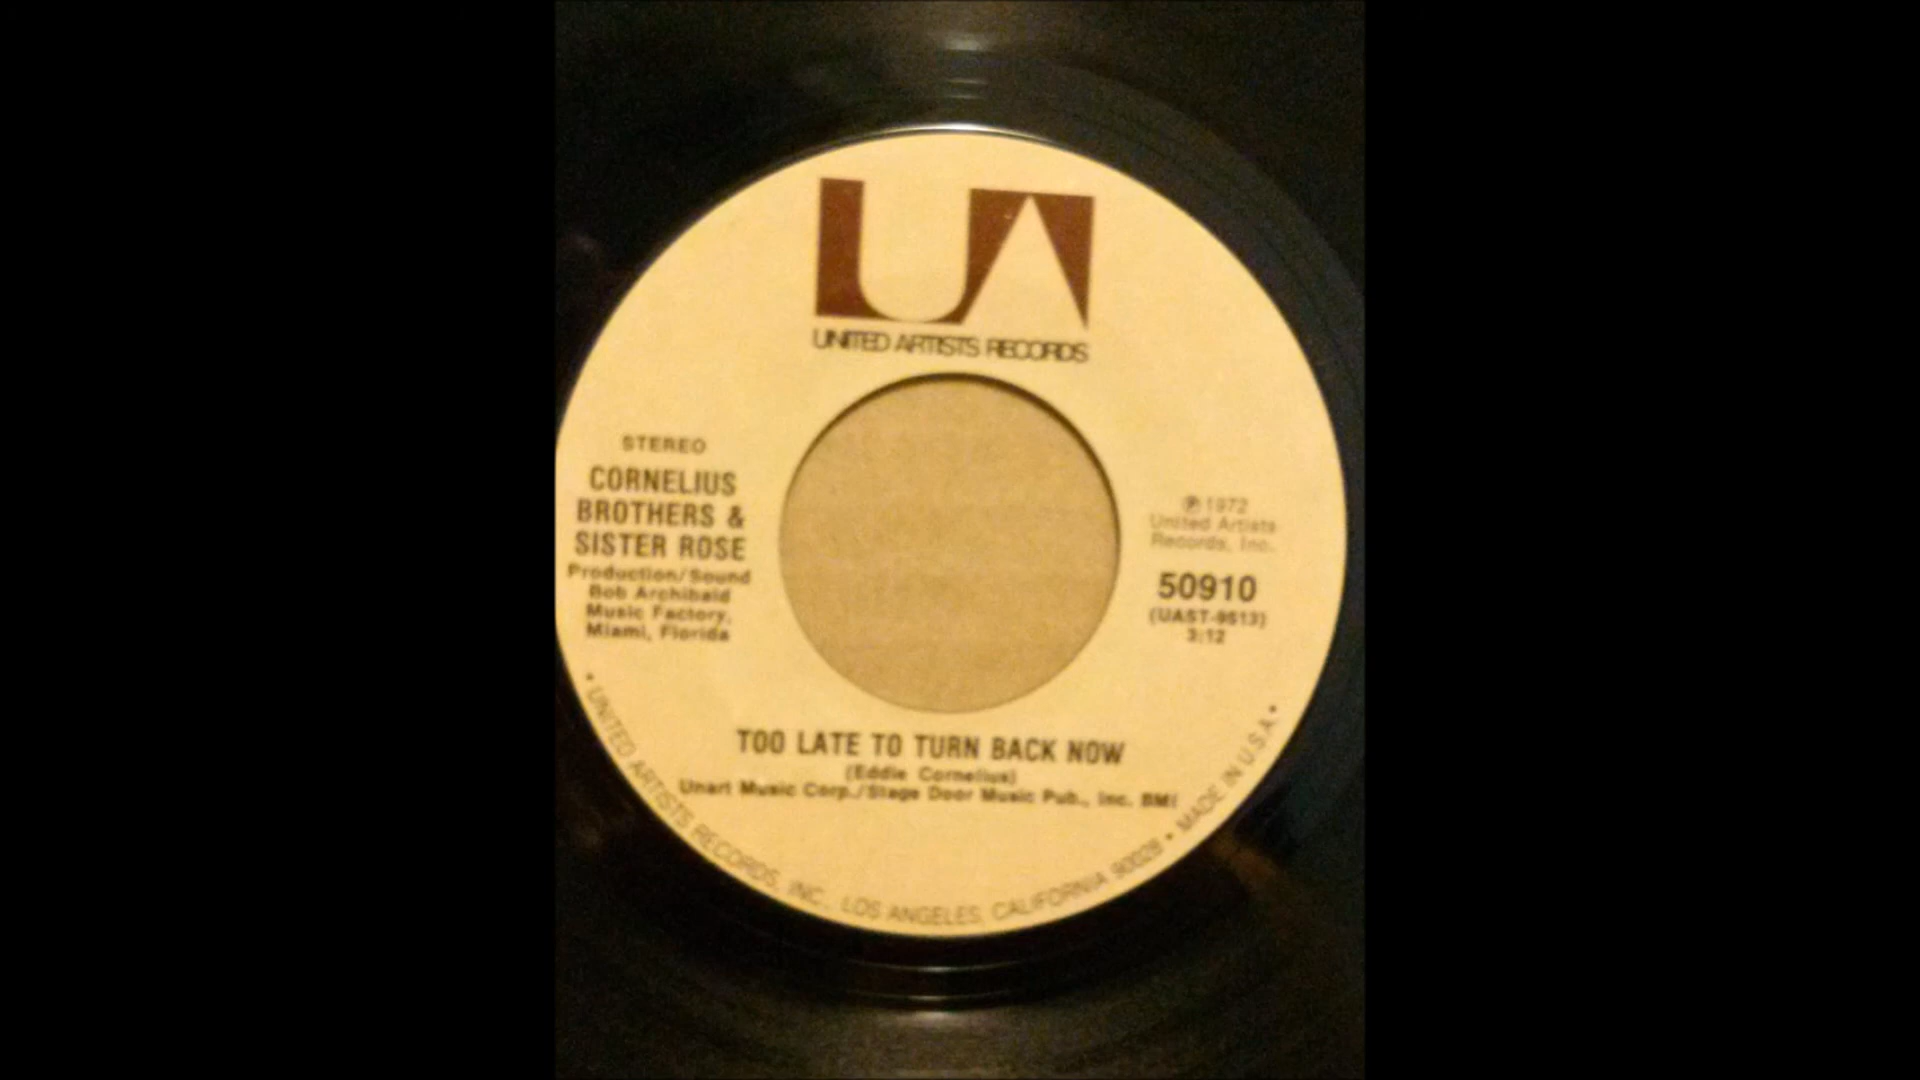 UA
UNITED ARTISTS RECORDS
STEREO
CORNELIUS
BROTHERS &
SISTER ROSE
Production/Sound
Bob Archibald
Music Factory,
Miami, Florida
℗ 1972
United Artists
Records, Inc.
50910
(UAST-9513)
3:12
TOO LATE TO TURN BACK NOW
(Eddie Cornelius)
Unart Music Corp./Stage Door Music Pub., Inc. BMI
• UNITED ARTISTS RECORDS, INC., LOS ANGELES, CALIFORNIA 90028 • MADE IN U.S.A. •